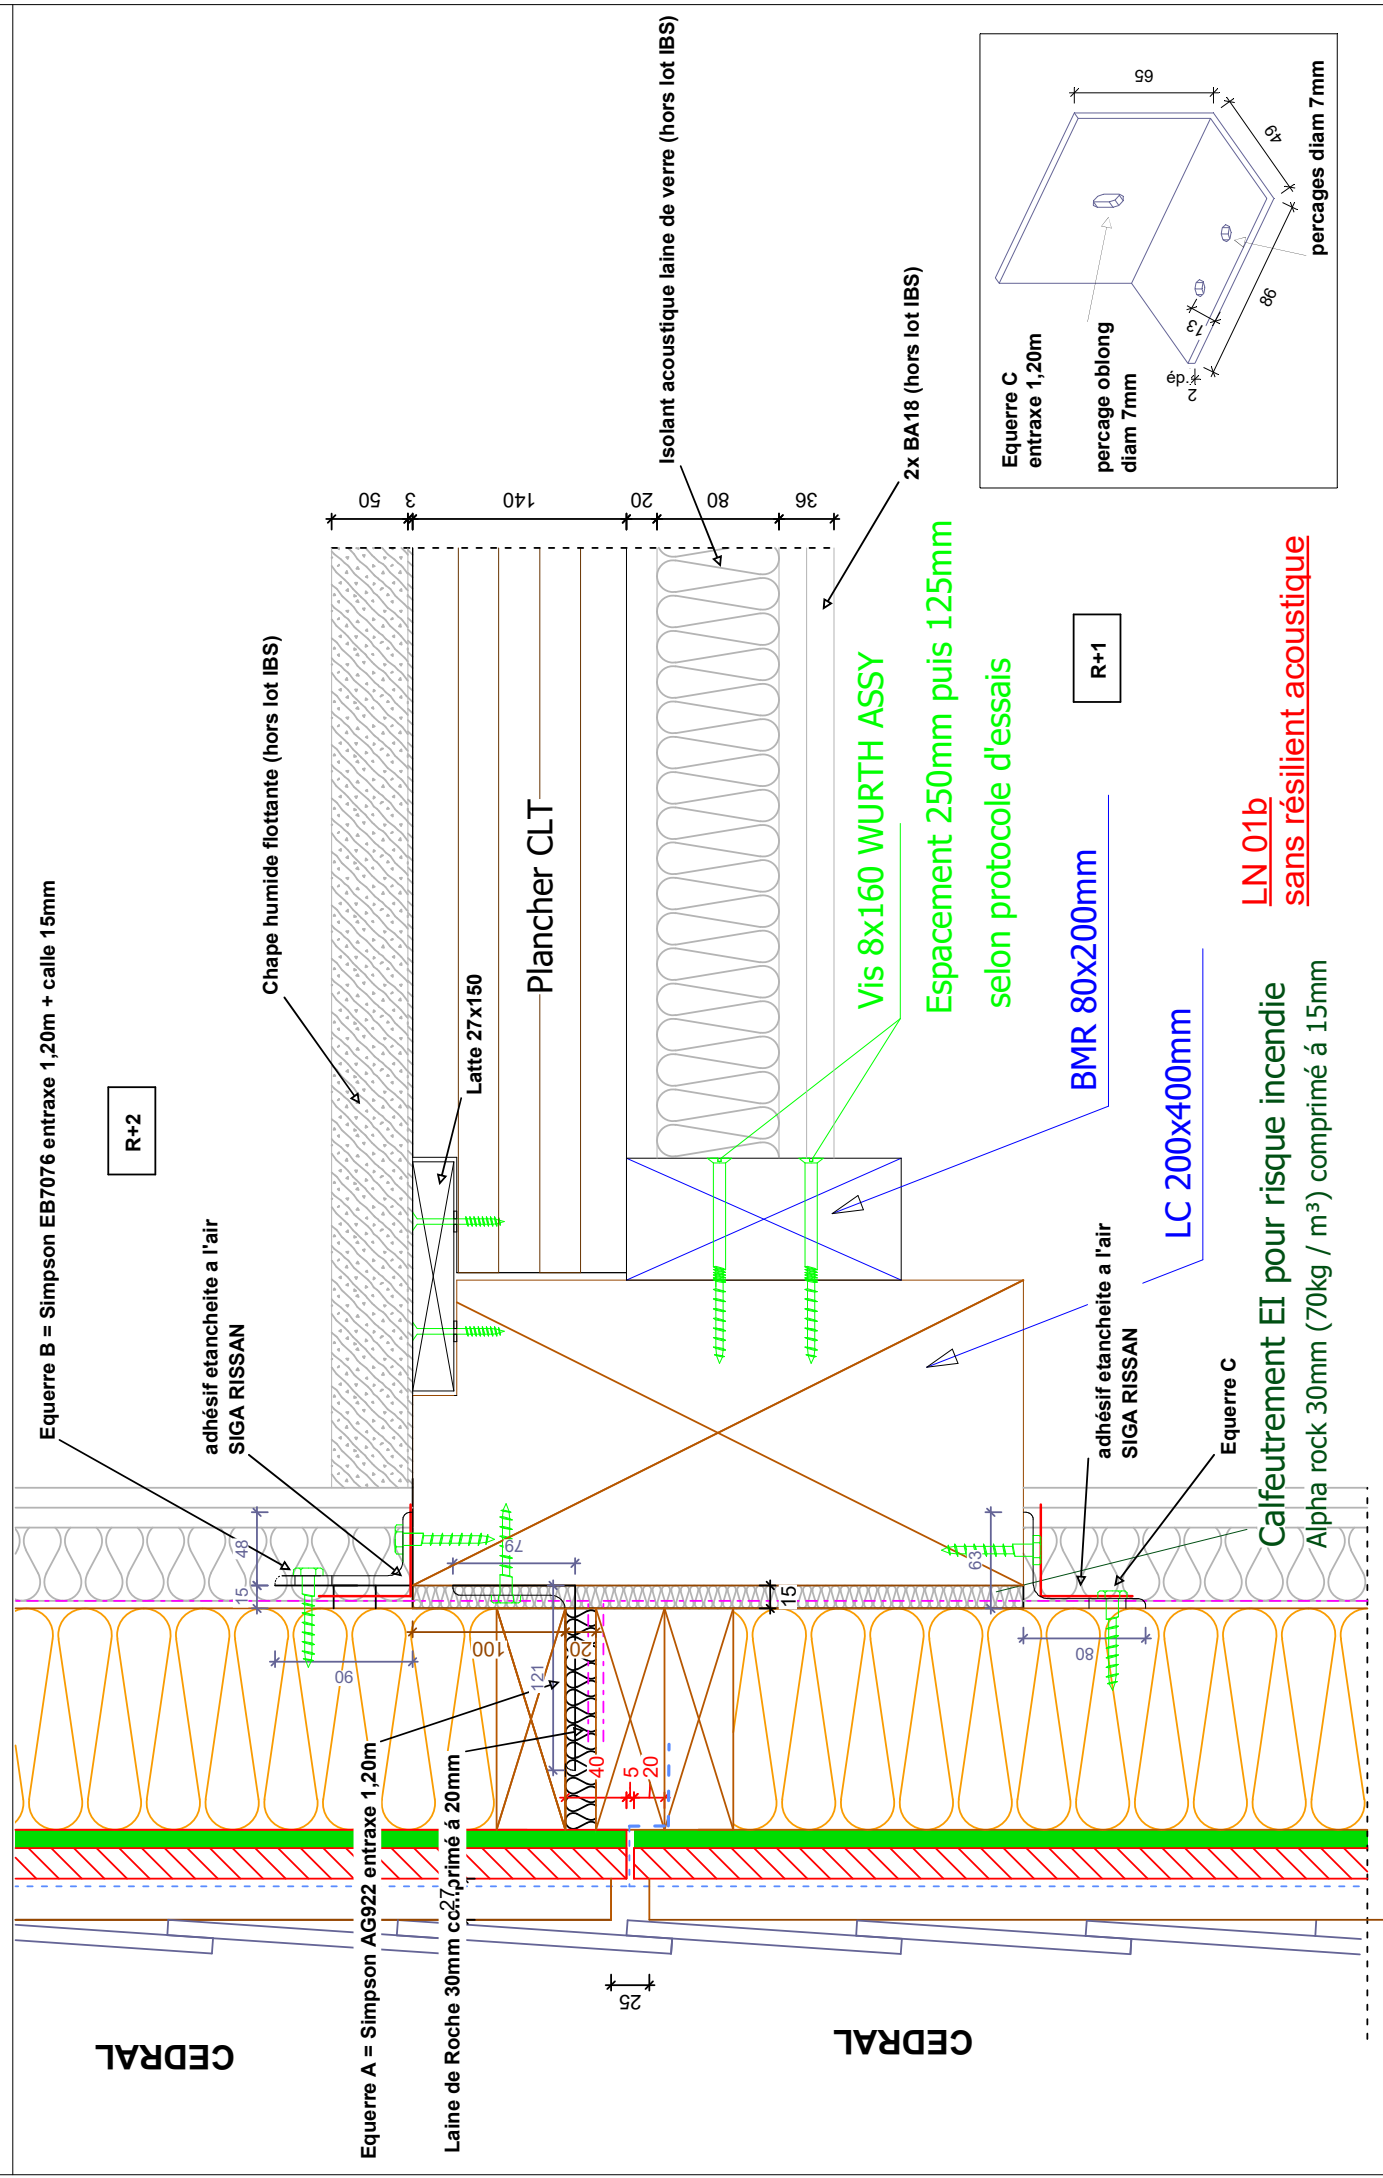 Equerre B = Simpson EB7076 entraxe 1,20m + calle 15mm
R+2
adhésif etancheite a l'air
SIGA RISSAN
Chape humide flottante (hors lot IBS)
Latte 27x150
Plancher CLT
50
3
140
20
80
36
Isolant acoustique laine de verre (hors lot IBS)
2x BA18 (hors lot IBS)
Vis 8x160 WURTH ASSY
Espacement 250mm puis 125mm
selon protocole d'essais
R+1
BMR 80x200mm
LC 200x400mm
LN 01b
sans résilient acoustique
Calfeutrement EI pour risque incendie
Alpha rock 30mm (70kg / m³) comprimé á 15mm
adhésif etancheite a l'air
SIGA RISSAN
Equerre C
Equerre A = Simpson AG922 entraxe 1,20m
Laine de Roche 30mm comprimé á 20mm
27
48
15
90
79
100
20
121
40
5
20
15
63
80
25
CEDRAL
CEDRAL
Equerre C
entraxe 1,20m
percage oblong
diam 7mm
percages diam 7mm
65
49
98
13
ép.
2